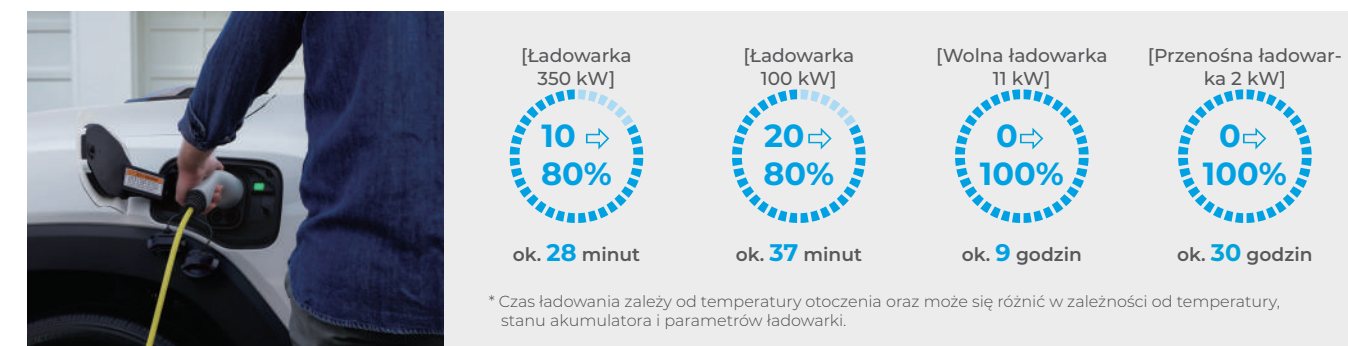 [Ładowarka
350 kW]
10 ⇨
80%
ok. 28 minut
[Ładowarka
100 kW]
20⇨
80%
ok. 37 minut
[Wolna ładowarka
11 kW]
0⇨
100%
ok. 9 godzin
[Przenośna ładowar-
ka 2 kW]
0⇨
100%
ok. 30 godzin
* Czas ładowania zależy od temperatury otoczenia oraz może się różnić w zależności od temperatury,
stanu akumulatora i parametrów ładowarki.